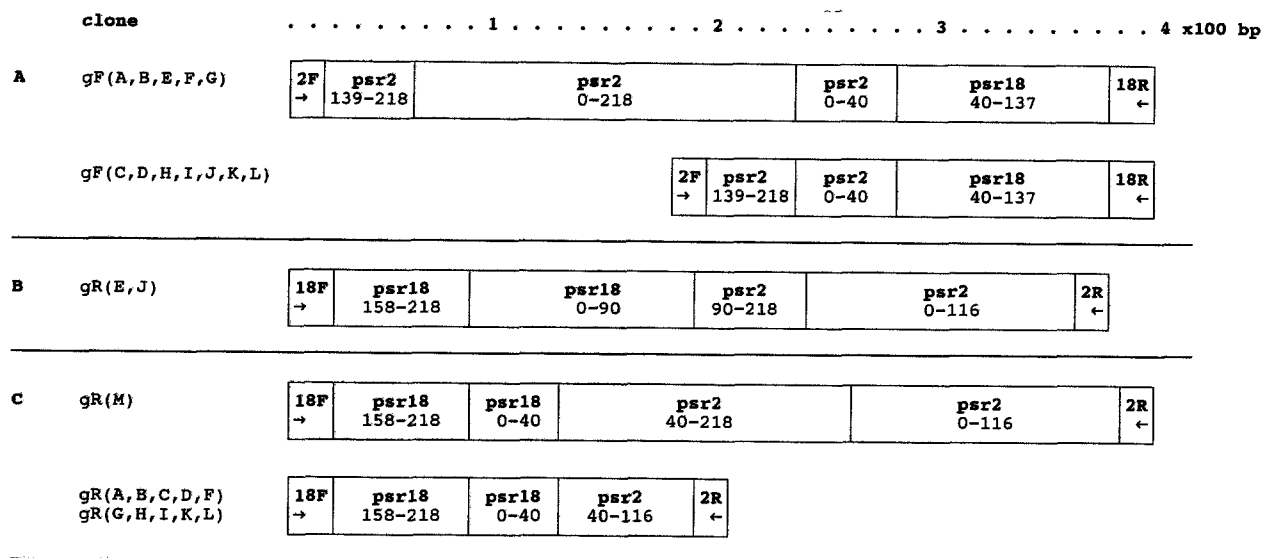 clone . . . . . . . . . 1 . . . . . . . . . 2 . . . . . . . . . 3 . . . . . . . . . 4 x100 bp
A gF(A,B,E,F,G) 2F psr2 psr2 psr2 psr18 18R
→ 139-218 0-218 0-40 40-137 ←
gF(C,D,H,I,J,K,L) 2F psr2 psr2 psr18 18R
→ 139-218 0-40 40-137 ←
B gR(E,J) 18F psr18 psr18 psr2 psr2 2R
→ 158-218 0-90 90-218 0-116 ←
C gR(M) 18F psr18 psr18 psr2 psr2 2R
→ 158-218 0-40 40-218 0-116 ←
gR(A,B,C,D,F) 18F psr18 psr18 psr2 2R
gR(G,H,I,K,L) → 158-218 0-40 40-116 ←